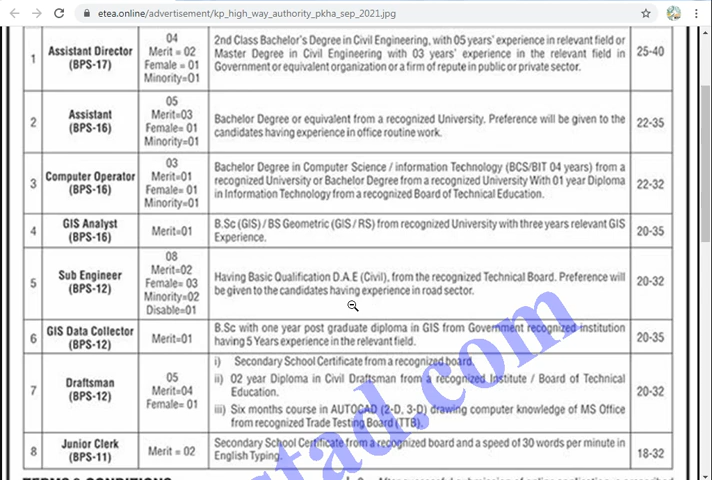 etea.online/advertisement/kp_high_way_authority_pkha_sep_2021.jpg
1
Assistant Director
(BPS-17)
04
Merit = 02
Female = 01
Minority=01
2nd Class Bachelor's Degree in Civil Engineering, with 05 years' experience in relevant field or
Master Degree in Civil Engineering with 03 years' experience in the relevant field in
Government or equivalent organization or a firm of repute in public or private sector.
25-40
2
Assistant
(BPS-16)
05
Merit=03
Female= 01
Minority=01
Bachelor Degree or equivalent from a recognized University. Preference will be given to the
candidates having experience in office routine work.
22-35
3
Computer Operator
(BPS-16)
03
Merit=01
Female= 01
Minority=01
Bachelor Degree in Computer Science / information Technology (BCS/BIT 04 years) from a
recognized University or Bachelor Degree from a recognized University With 01 year Diploma
in Information Technology from a recognized Board of Technical Education.
22-32
4
GIS Analyst
(BPS-16)
Merit=01
B.Sc (GIS) / BS Geometric (GIS / RS) from recognized University with three years relevant GIS
Experience.
20-35
5
Sub Engineer
(BPS-12)
08
Merit=02
Female= 03
Minority=02
Disable=01
Having Basic Qualification D.A.E (Civil), from the recognized Technical Board. Preference will
be given to the candidates having experience in road sector.
20-32
6
GIS Data Collector
(BPS-12)
Merit=01
B.Sc with one year post graduate diploma in GIS from Government recognized institution
having 5 Years experience in the relevant field.
20-35
7
Draftsman
(BPS-12)
05
Merit=04
Female= 01
i) Secondary School Certificate from a recognized board.
ii) 02 year Diploma in Civil Draftsman from a recognized Institute / Board of Technical
Education.
iii) Six months course in AUTOCAD (2-D, 3-D) drawing computer knowledge of MS Office
from recognized Trade Testing Board (TTB).
20-32
8
Junior Clerk
(BPS-11)
Merit = 02
Secondary School Certificate from a recognized board and a speed of 30 words per minute in
English Typing.
18-32
stad.com
TERMS & CONDITIONS